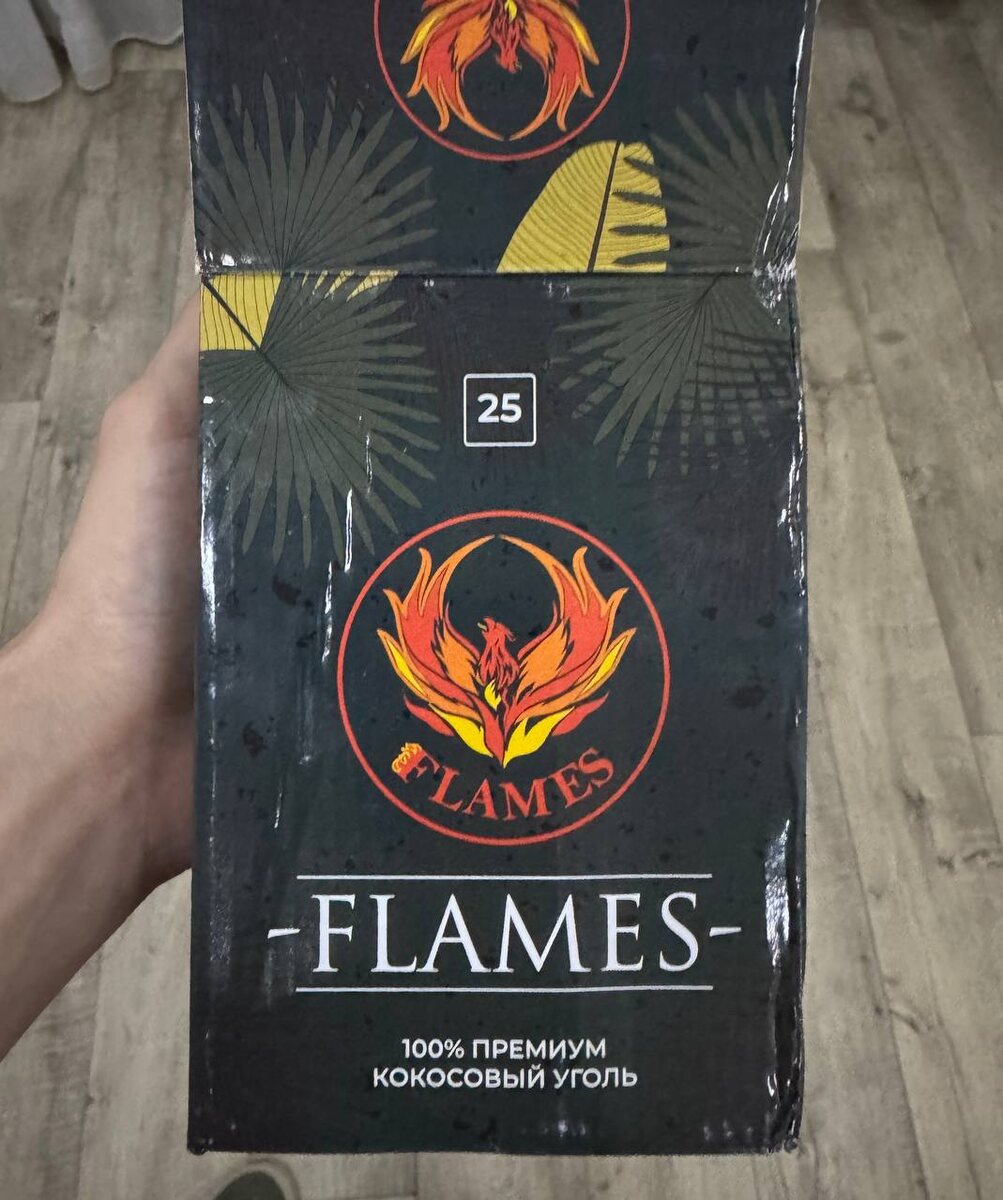 25
FLAMES
-FLAMES-
100% ПРЕМИУМ
КОКОСОВЫЙ УГОЛЬ